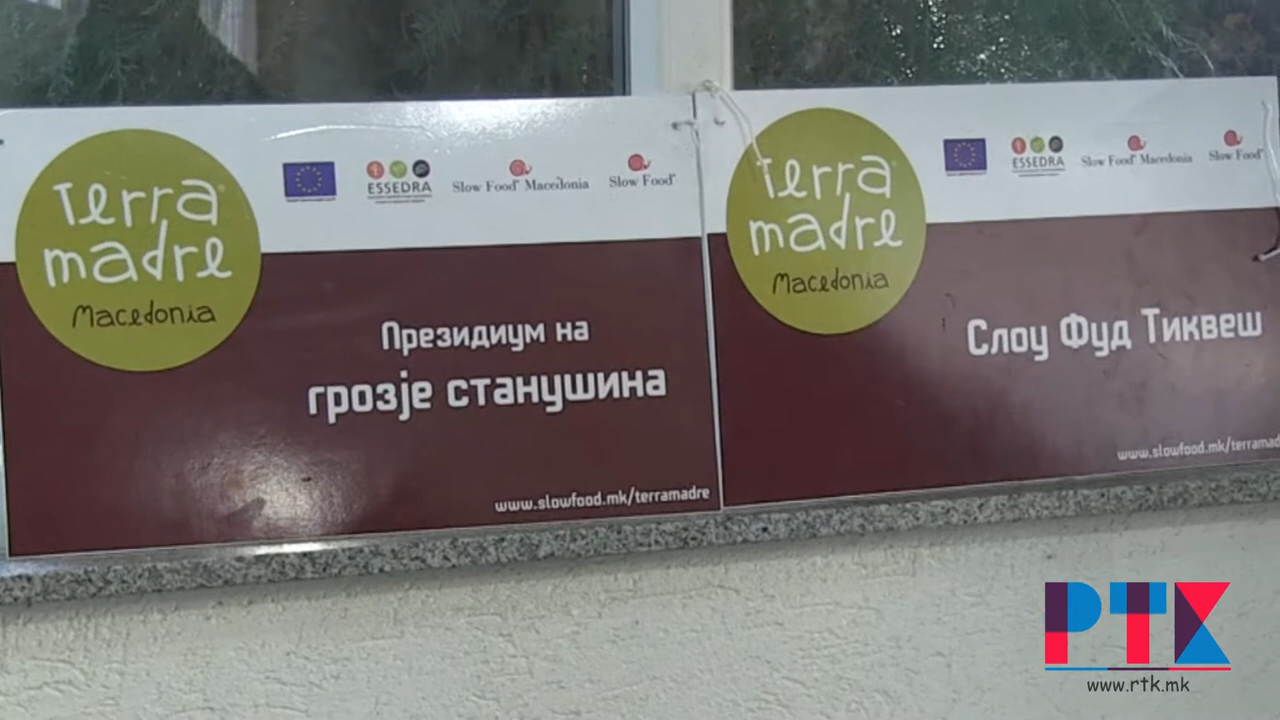 Terra
madre
Macedonia
ESSEDRA
Slow Food® Macedonia
Slow Food®
Президиум на
грозје станушина
www.slowfood.mk/terramadre
Terra
madre
Macedonia
ESSEDRA
Slow Food® Macedonia
Slow Food®
Слоу Фуд Тиквеш
www.slowfood.mk/terramad
РТК
www.rtk.mk